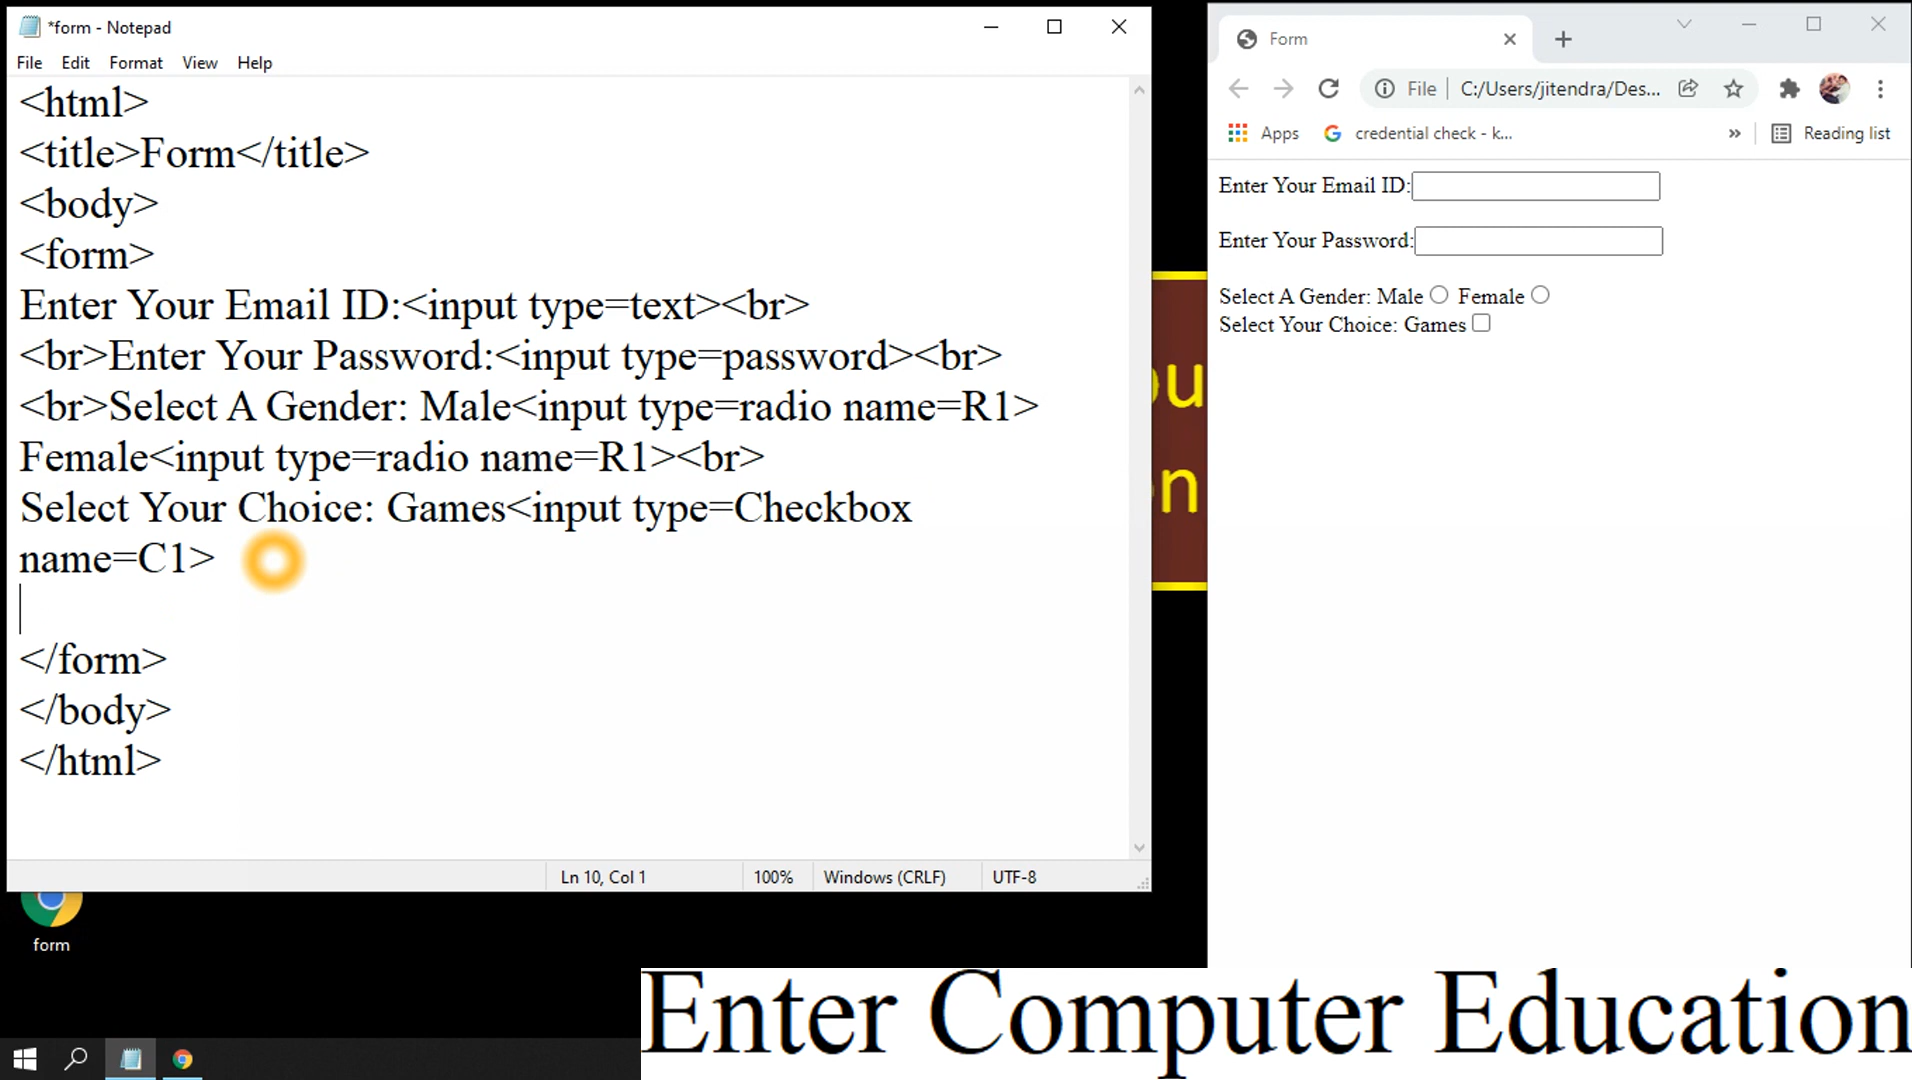 *form - Notepad
File Edit Format View Help
<html>
<title>Form</title>
<body>
<form>
Enter Your Email ID:<input type=text><br>
<br>Enter Your Password:<input type=password><br>
<br>Select A Gender: Male<input type=radio name=R1>
Female<input type=radio name=R1><br>
Select Your Choice: Games<input type=Checkbox
name=C1>
</form>
</body>
</html>
Ln 10, Col 1 100% Windows (CRLF) UTF-8
Form
File C:/Users/jitendra/Des...
Apps credential check - k... » Reading list
Enter Your Email ID:
Enter Your Password:
Select A Gender: Male Female
Select Your Choice: Games
form
Enter Computer Education